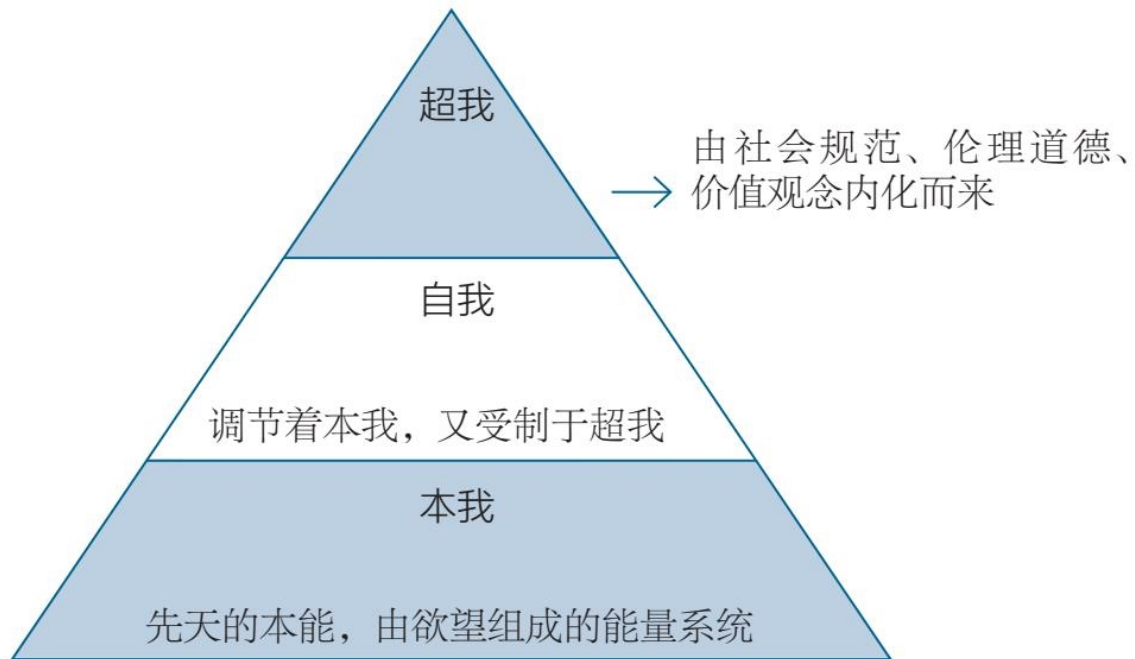 超我
由社会规范、伦理道德、
价值观念内化而来
自我
调节着本我，又受制于超我
本我
先天的本能，由欲望组成的能量系统